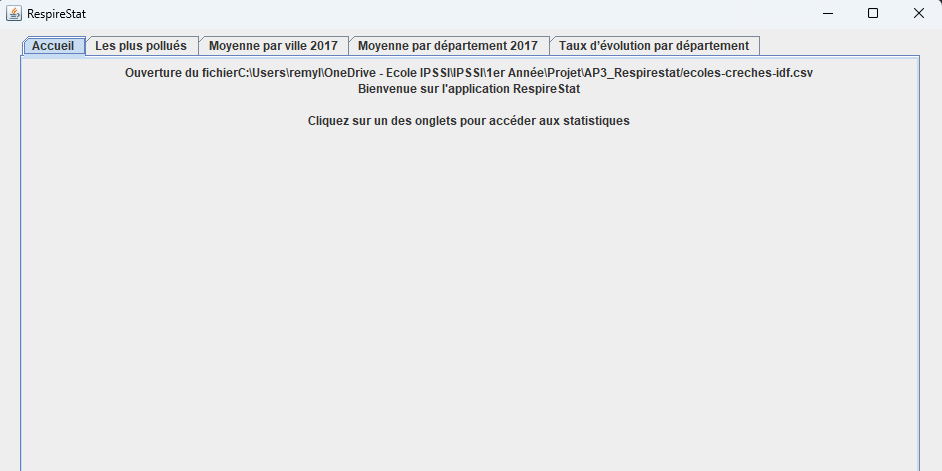 RespireStat
Accueil Les plus pollués Moyenne par ville 2017 Moyenne par département 2017 Taux d'évolution par département
Ouverture du fichierC:\Users\remyl\OneDrive - Ecole IPSSI\IPSSI\1er Année\Projet\AP3_Respirestat/ecoles-creches-idf.csv
Bienvenue sur l'application RespireStat
Cliquez sur un des onglets pour accéder aux statistiques